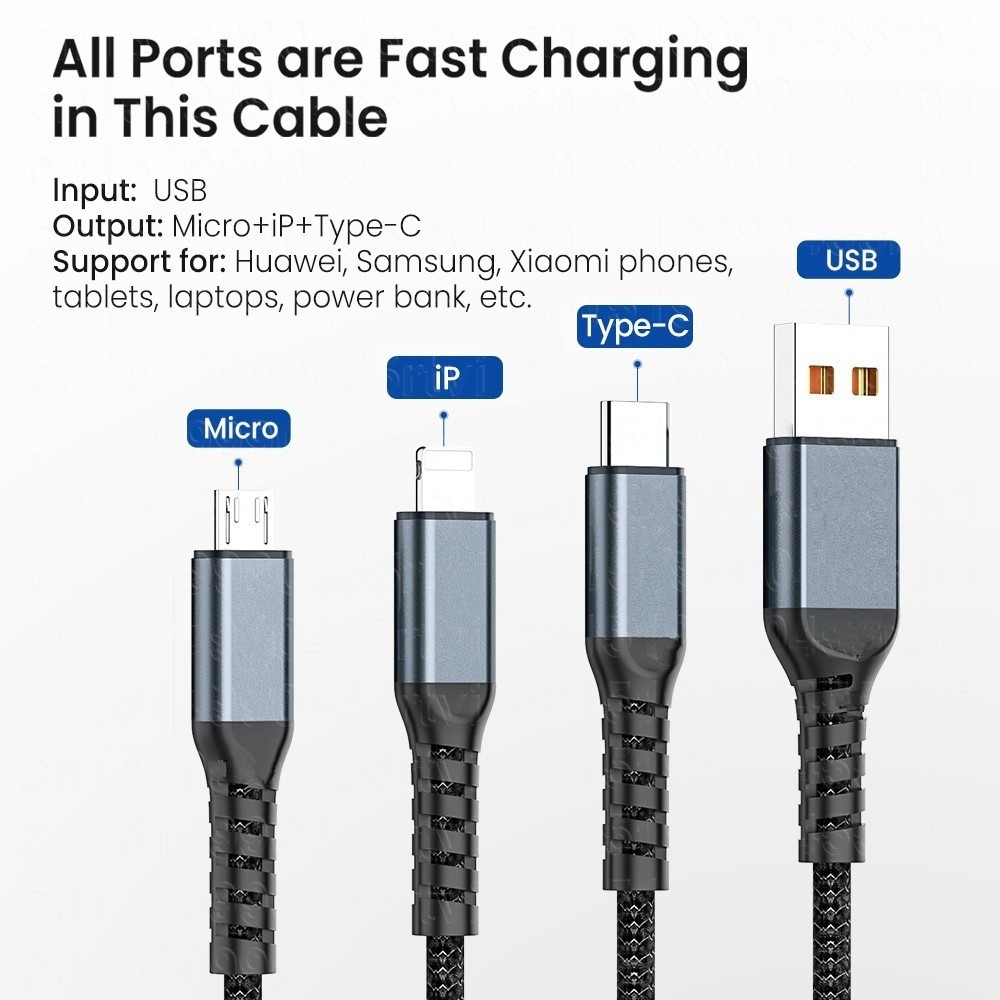 All Ports are Fast Charging
in This Cable
Input: USB
Output: Micro+iP+Type-C
Support for: Huawei, Samsung, Xiaomi phones,
tablets, laptops, power bank, etc.
USB
Type-C
iP
Micro